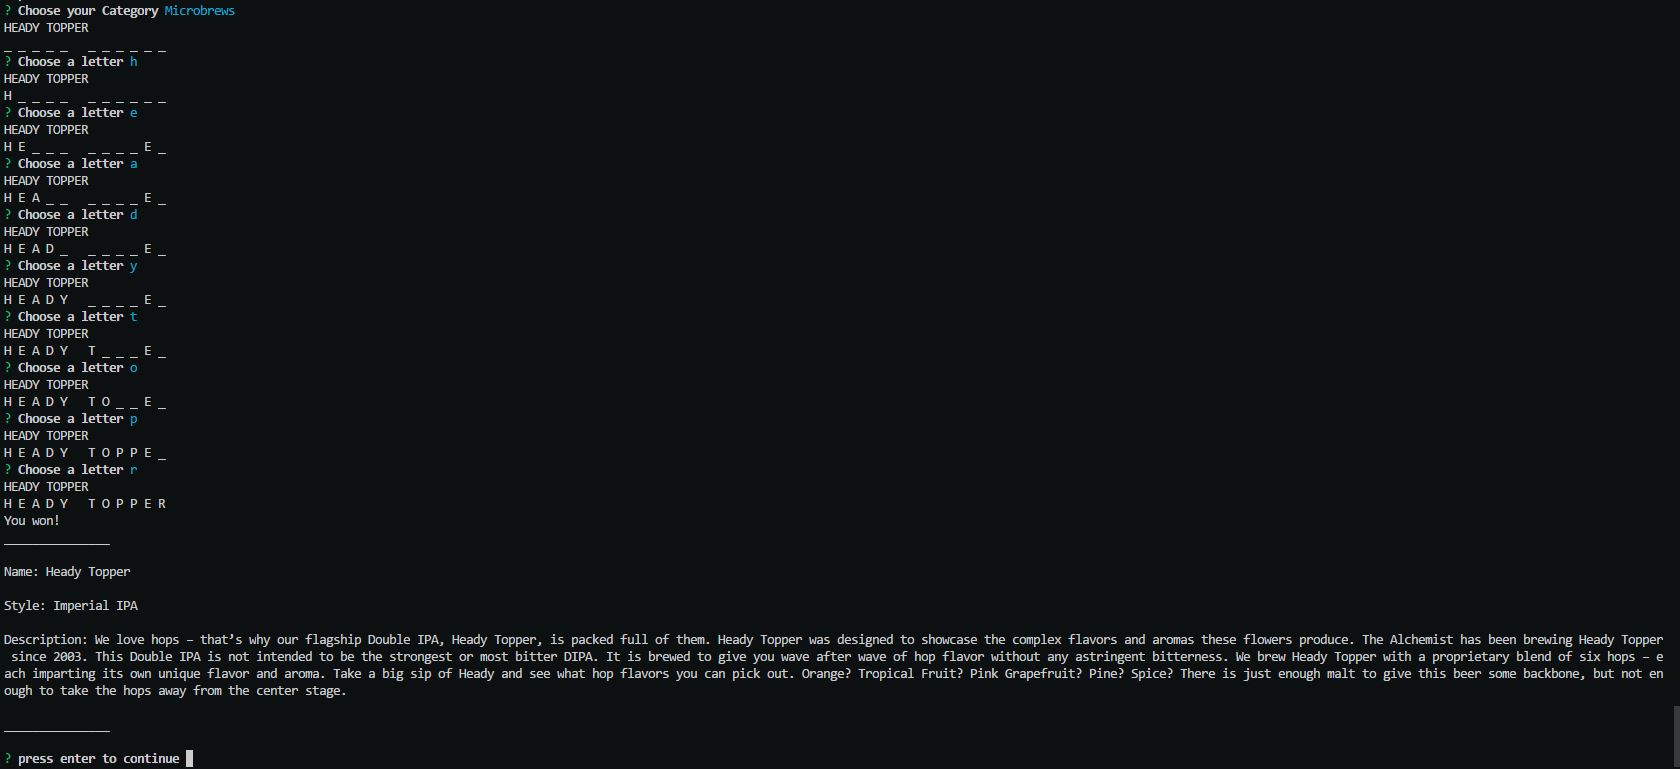 ? Choose your Category Microbrews
HEADY TOPPER
_ _ _ _ _   _ _ _ _ _ _
? Choose a letter h
HEADY TOPPER
H _ _ _ _   _ _ _ _ _ _
? Choose a letter e
HEADY TOPPER
H E _ _ _   _ _ _ _ E _
? Choose a letter a
HEADY TOPPER
H E A _ _   _ _ _ _ E _
? Choose a letter d
HEADY TOPPER
H E A D _   _ _ _ _ E _
? Choose a letter y
HEADY TOPPER
H E A D Y   _ _ _ _ E _
? Choose a letter t
HEADY TOPPER
H E A D Y   T _ _ _ E _
? Choose a letter o
HEADY TOPPER
H E A D Y   T O _ _ E _
? Choose a letter p
HEADY TOPPER
H E A D Y   T O P P E _
? Choose a letter r
HEADY TOPPER
H E A D Y   T O P P E R
You won!
_______________
Name: Heady Topper
Style: Imperial IPA
Description: We love hops – that’s why our flagship Double IPA, Heady Topper, is packed full of them. Heady Topper was designed to showcase the complex flavors and aromas these flowers produce. The Alchemist has been brewing Heady Topper
 since 2003. This Double IPA is not intended to be the strongest or most bitter DIPA. It is brewed to give you wave after wave of hop flavor without any astringent bitterness. We brew Heady Topper with a proprietary blend of six hops – e
ach imparting its own unique flavor and aroma. Take a big sip of Heady and see what hop flavors you can pick out. Orange? Tropical Fruit? Pink Grapefruit? Pine? Spice? There is just enough malt to give this beer some backbone, but not en
ough to take the hops away from the center stage.
_______________
? press enter to continue